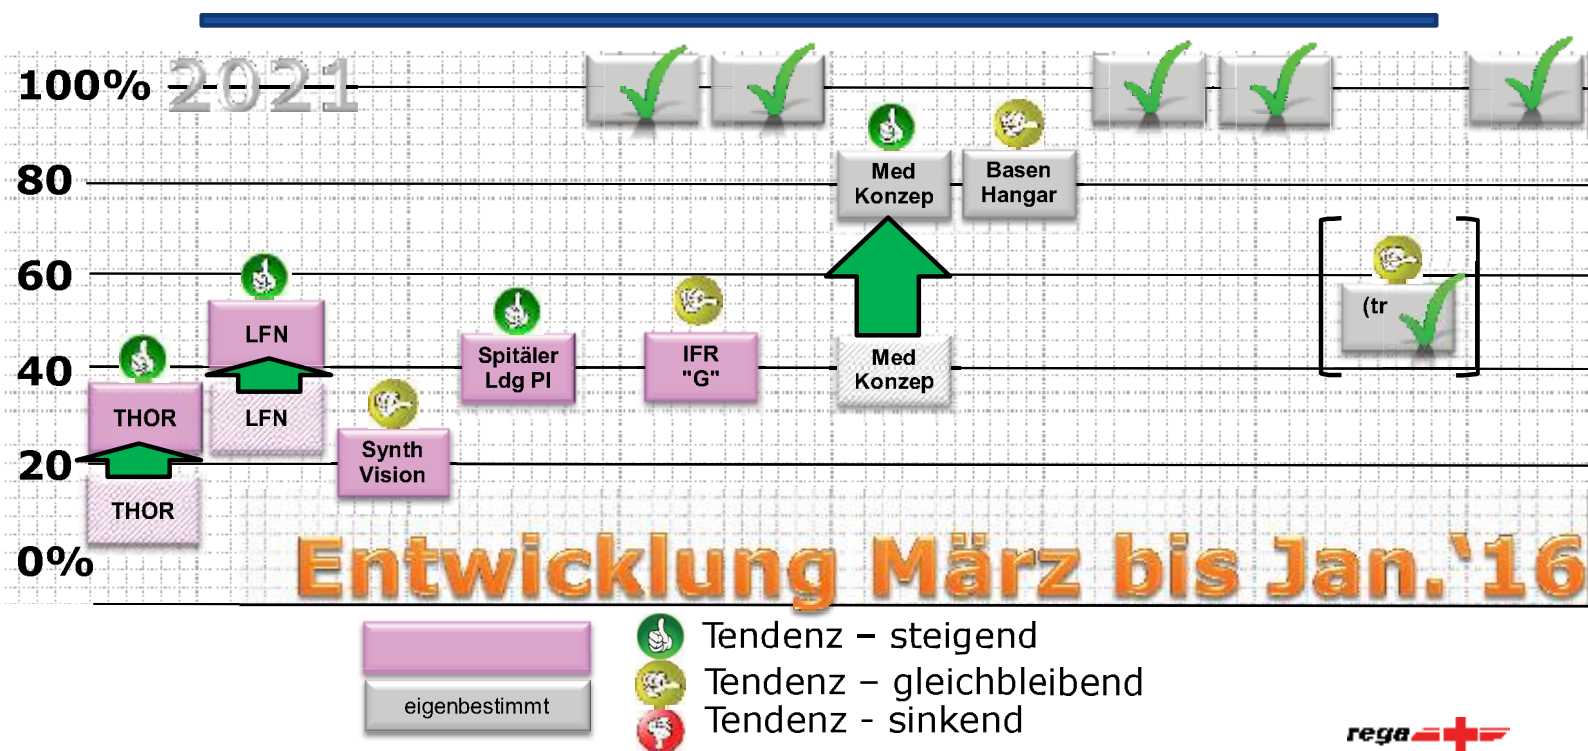 100%
2021
80
60
40
20
0%
Med
Konzep
Basen
Hangar
(tr
LFN
Spitäler
Ldg Pl
IFR
"G"
Med
Konzep
THOR
LFN
Synth
Vision
THOR
Entwicklung März bis Jan.‘16
Tendenz – steigend
Tendenz – gleichbleibend
eigenbestimmt
Tendenz - sinkend
rega